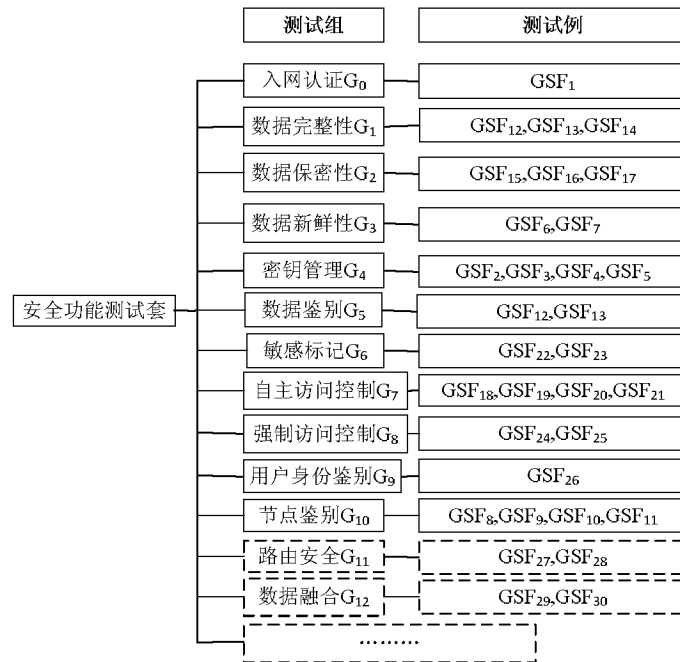 测试组 测试例
入网认证G₀ GSF₁
数据完整性G₁ GSF₁₂,GSF₁₃,GSF₁₄
数据保密性G₂ GSF₁₅,GSF₁₆,GSF₁₇
数据新鲜性G₃ GSF₆,GSF₇
密钥管理G₄ GSF₂,GSF₃,GSF₄,GSF₅
安全功能测试套 数据鉴别G₅ GSF₁₂,GSF₁₃
敏感标记G₆ GSF₂₂,GSF₂₃
自主访问控制G₇ GSF₁₈,GSF₁₉,GSF₂₀,GSF₂₁
强制访问控制G₈ GSF₂₄,GSF₂₅
用户身份鉴别G₉ GSF₂₆
节点鉴别G₁₀ GSF₈,GSF₉,GSF₁₀,GSF₁₁
路由安全G₁₁ GSF₂₇,GSF₂₈
数据融合G₁₂ GSF₂₉,GSF₃₀
………